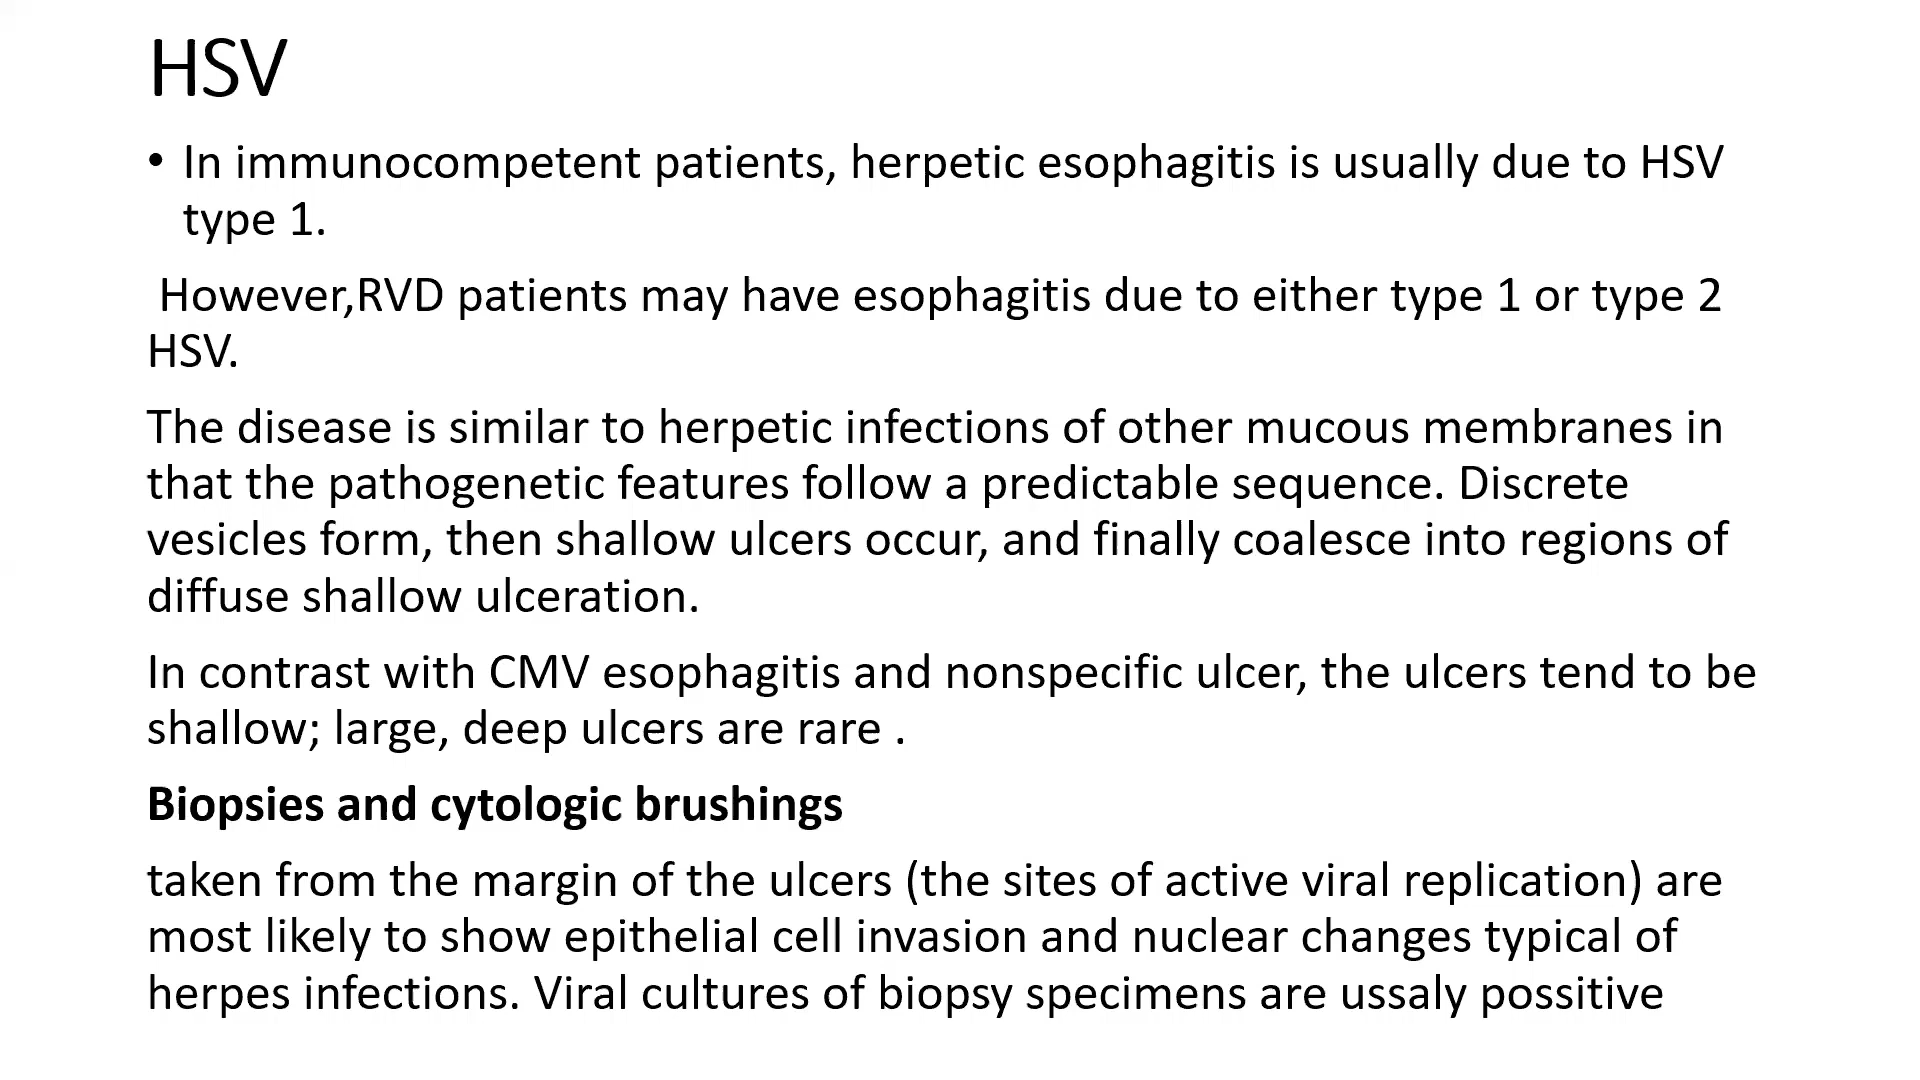 HSV
• In immunocompetent patients, herpetic esophagitis is usually due to HSV
type 1.
However,RVD patients may have esophagitis due to either type 1 or type 2
HSV.
The disease is similar to herpetic infections of other mucous membranes in
that the pathogenetic features follow a predictable sequence. Discrete
vesicles form, then shallow ulcers occur, and finally coalesce into regions of
diffuse shallow ulceration.
In contrast with CMV esophagitis and nonspecific ulcer, the ulcers tend to be
shallow; large, deep ulcers are rare .
Biopsies and cytologic brushings
taken from the margin of the ulcers (the sites of active viral replication) are
most likely to show epithelial cell invasion and nuclear changes typical of
herpes infections. Viral cultures of biopsy specimens are ussaly possitive